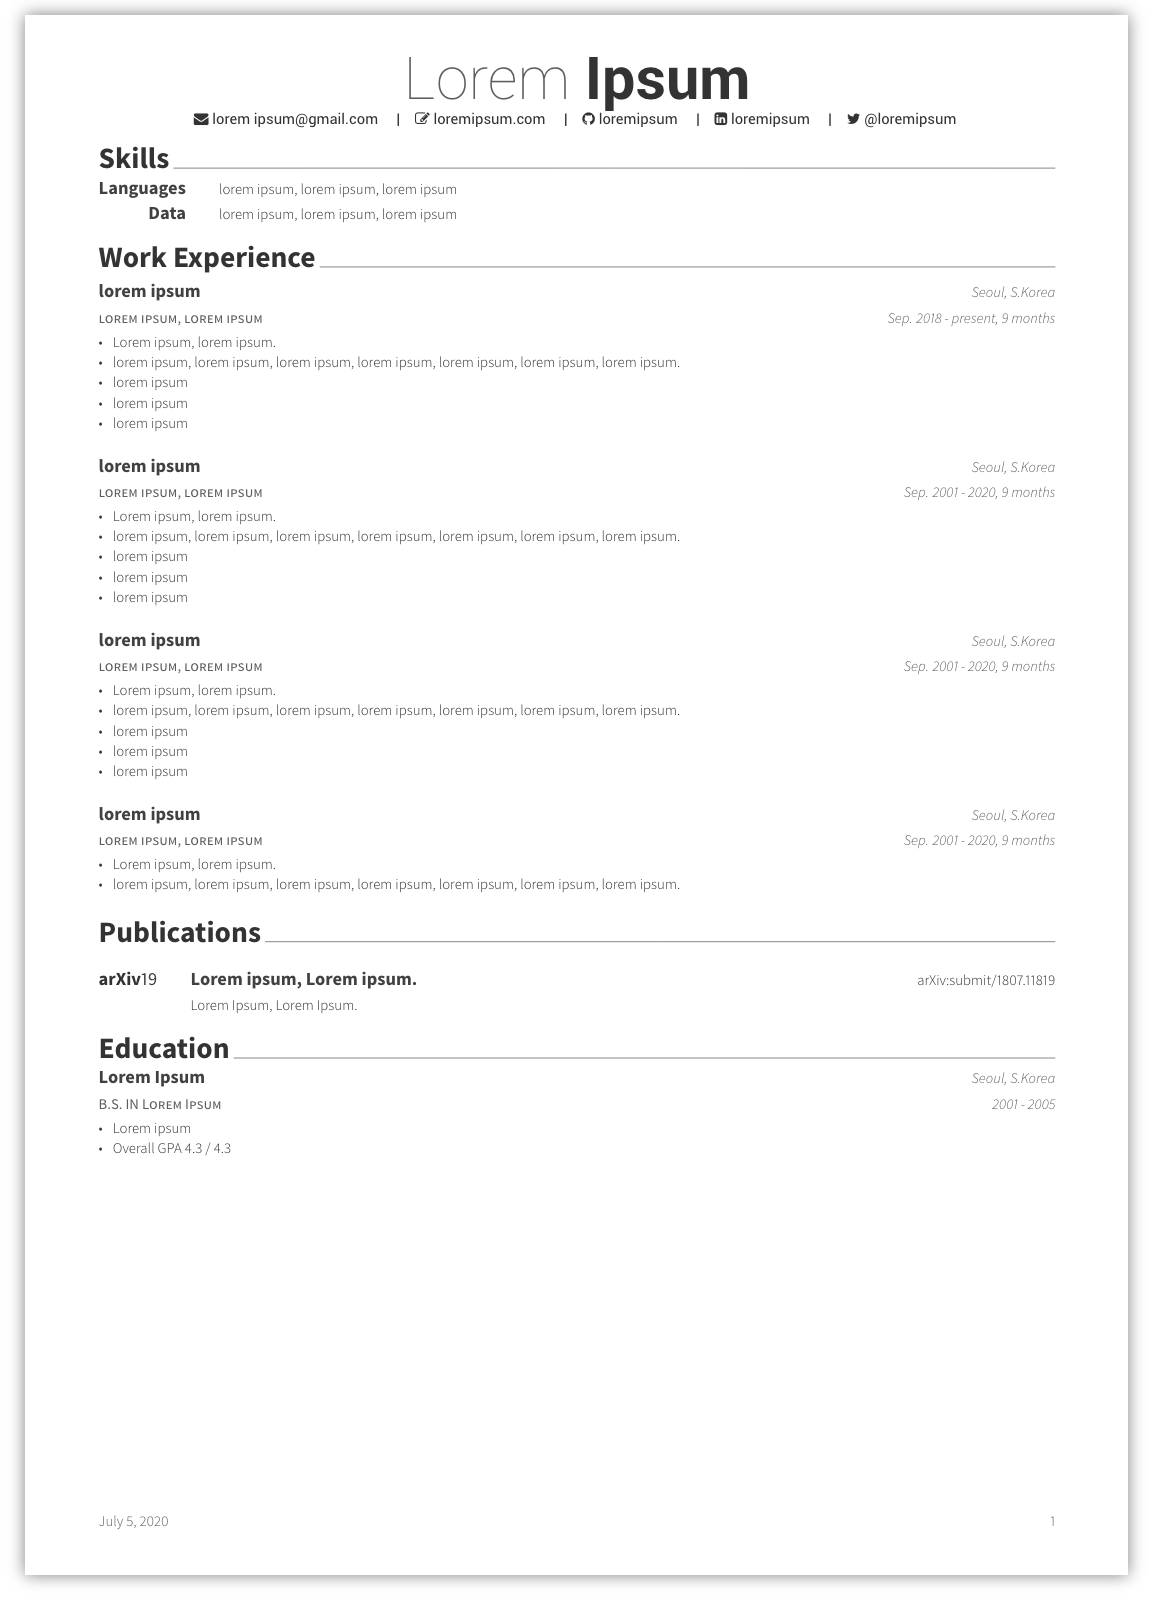 Lorem Ipsum
lorem ipsum@gmail.com | loremipsum.com | loremipsum | loremipsum | @loremipsum
Skills
Languages lorem ipsum, lorem ipsum, lorem ipsum
Data lorem ipsum, lorem ipsum, lorem ipsum
Work Experience
lorem ipsum Seoul, S.Korea
LOREM IPSUM, LOREM IPSUM Sep. 2018 - present, 9 months
• Lorem ipsum, lorem ipsum.
• lorem ipsum, lorem ipsum, lorem ipsum, lorem ipsum, lorem ipsum, lorem ipsum, lorem ipsum.
• lorem ipsum
• lorem ipsum
• lorem ipsum
lorem ipsum Seoul, S.Korea
LOREM IPSUM, LOREM IPSUM Sep. 2001 - 2020, 9 months
• Lorem ipsum, lorem ipsum.
• lorem ipsum, lorem ipsum, lorem ipsum, lorem ipsum, lorem ipsum, lorem ipsum, lorem ipsum.
• lorem ipsum
• lorem ipsum
• lorem ipsum
lorem ipsum Seoul, S.Korea
LOREM IPSUM, LOREM IPSUM Sep. 2001 - 2020, 9 months
• Lorem ipsum, lorem ipsum.
• lorem ipsum, lorem ipsum, lorem ipsum, lorem ipsum, lorem ipsum, lorem ipsum, lorem ipsum.
• lorem ipsum
• lorem ipsum
• lorem ipsum
lorem ipsum Seoul, S.Korea
LOREM IPSUM, LOREM IPSUM Sep. 2001 - 2020, 9 months
• Lorem ipsum, lorem ipsum.
• lorem ipsum, lorem ipsum, lorem ipsum, lorem ipsum, lorem ipsum, lorem ipsum, lorem ipsum.
Publications
arXiv19 Lorem ipsum, Lorem ipsum. arXiv:submit/1807.11819
Lorem Ipsum, Lorem Ipsum.
Education
Lorem Ipsum Seoul, S.Korea
B.S. IN LOREM IPSUM 2001 - 2005
• Lorem ipsum
• Overall GPA 4.3 / 4.3
July 5, 2020 1